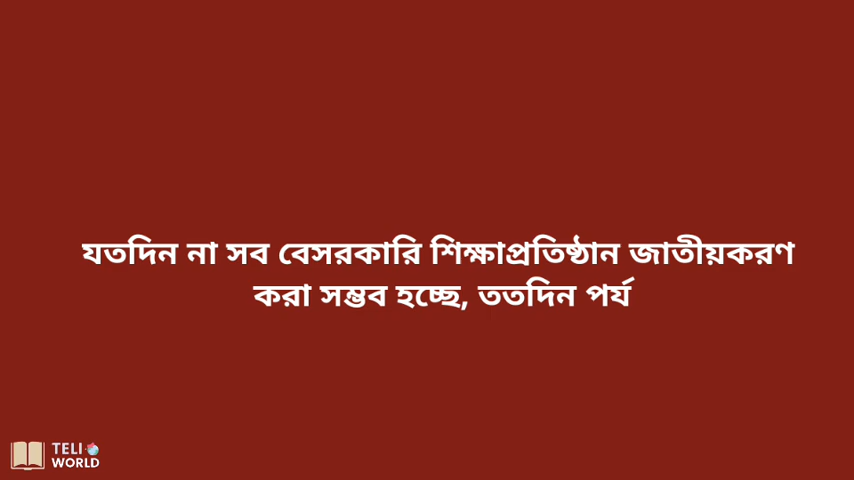 যতদিন না সব বেসরকারি শিক্ষাপ্রতিষ্ঠান জাতীয়করণ
করা সম্ভব হচ্ছে, ততদিন পর্য
TELI
WORLD